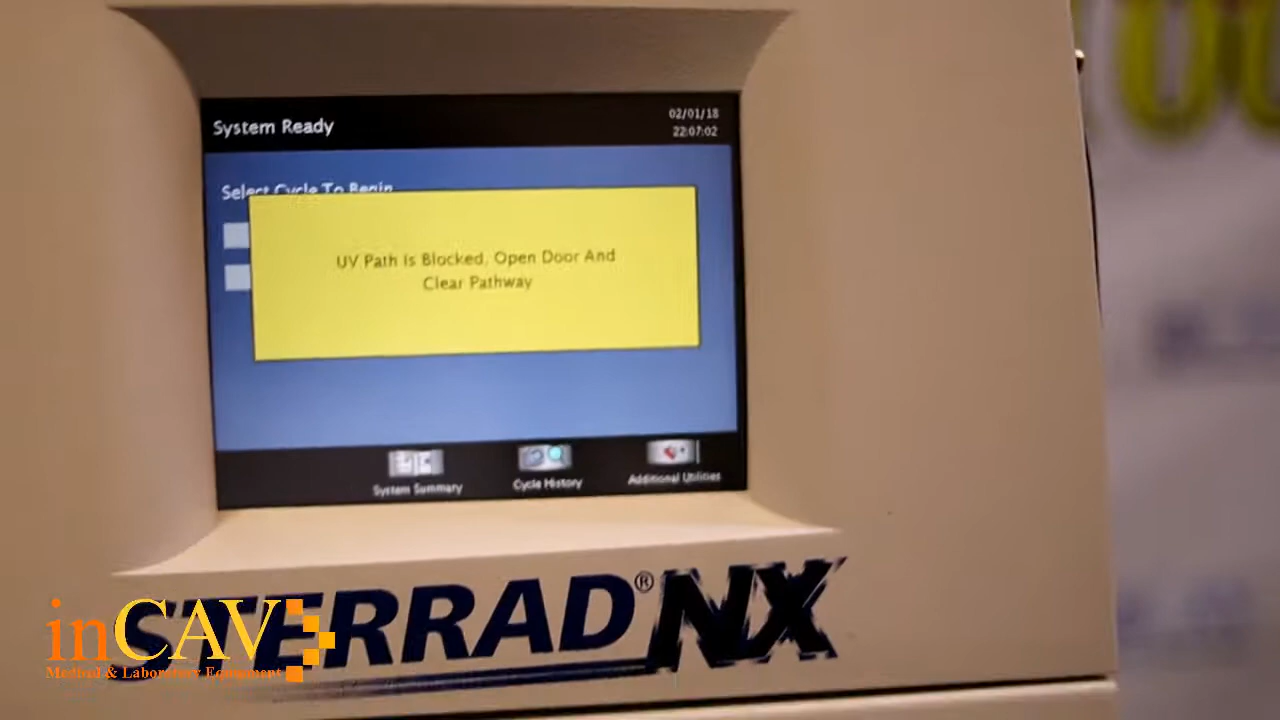 System Ready
02/01/18
22:07:02
Select Cycle To Begin
UV Path Is Blocked, Open Door And
Clear Pathway
System Summary
Cycle History
Additional Utilities
STERRAD® NX
inCAV
Medical & Laboratory Equipment